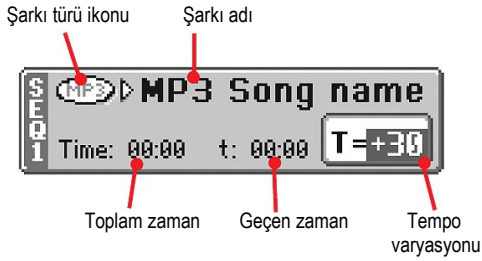 Şarkı türü ikonu Şarkı adı
SEQ1
MP3 MP3 Song name
Time: 00:00 t: 00:00 T=+30
Toplam zaman Geçen zaman Tempo varyasyonu